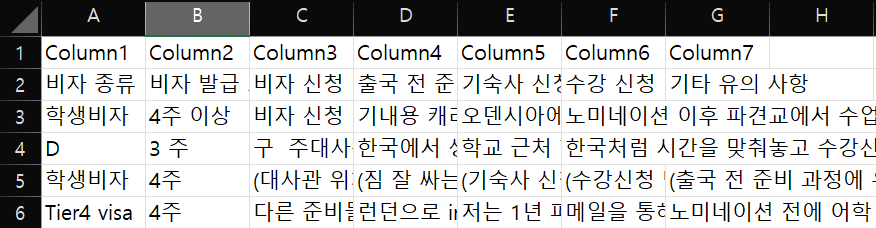 A B C D E F G H
1 Column1 Column2 Column3 Column4 Column5 Column6 Column7
2 비자 종류 비자 발급 비자 신청 출국 전 준 기숙사 신청 수강 신청 기타 유의 사항
3 학생비자 4주 이상 비자 신청 기내용 캐리 오덴시아에 노미네이션 이후 파견교에서 수업
4 D 3 주 구 주대사 한국에서 학교 근처 한국처럼 시간을 맞춰놓고 수강신
5 학생비자 4주 (대사관 위 (짐 잘 싸는 (기숙사 신 (수강신청 (출국 전 준비 과정에
6 Tier4 visa 4주 다른 준비 런던으로 저는 1년 메일을 통해 노미네이션 전에 어학